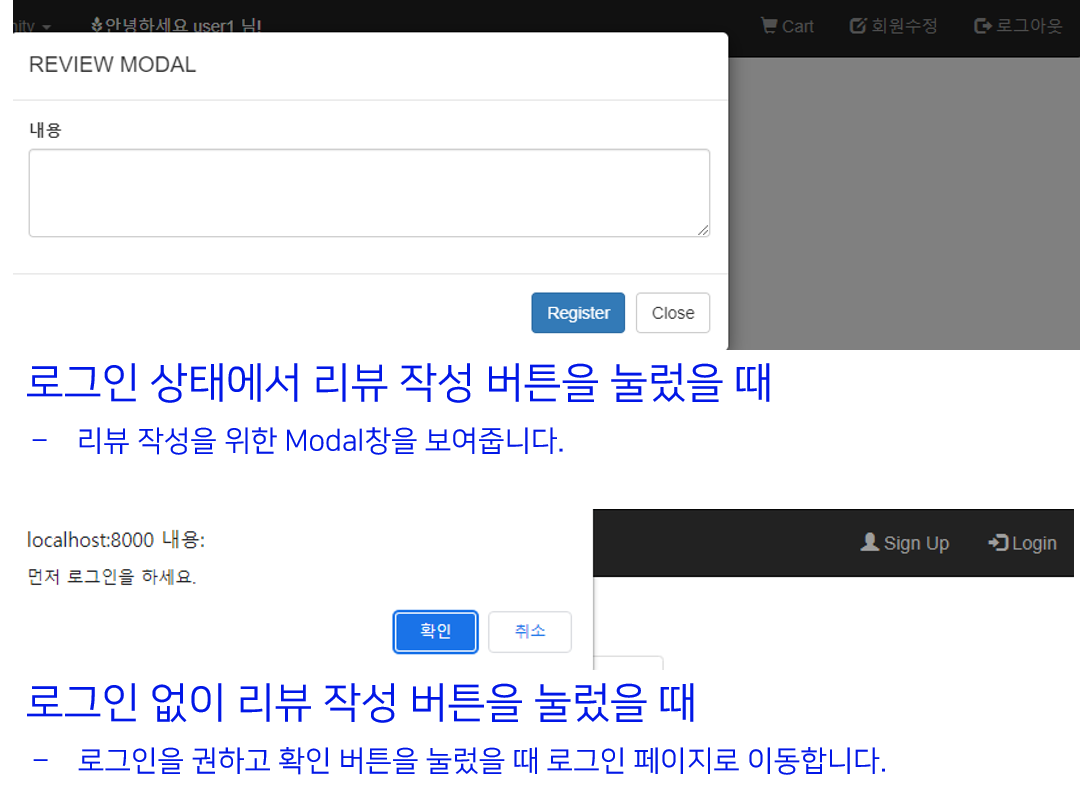 안녕하세요 user1 님! Cart 회원수정 로그아웃
REVIEW MODAL
내용
Register Close
로그인 상태에서 리뷰 작성 버튼을 눌렀을 때
- 리뷰 작성을 위한 Modal창을 보여줍니다.
localhost:8000 내용:
먼저 로그인을 하세요.
Sign Up Login
확인 취소
로그인 없이 리뷰 작성 버튼을 눌렀을 때
- 로그인을 권하고 확인 버튼을 눌렀을 때 로그인 페이지로 이동합니다.